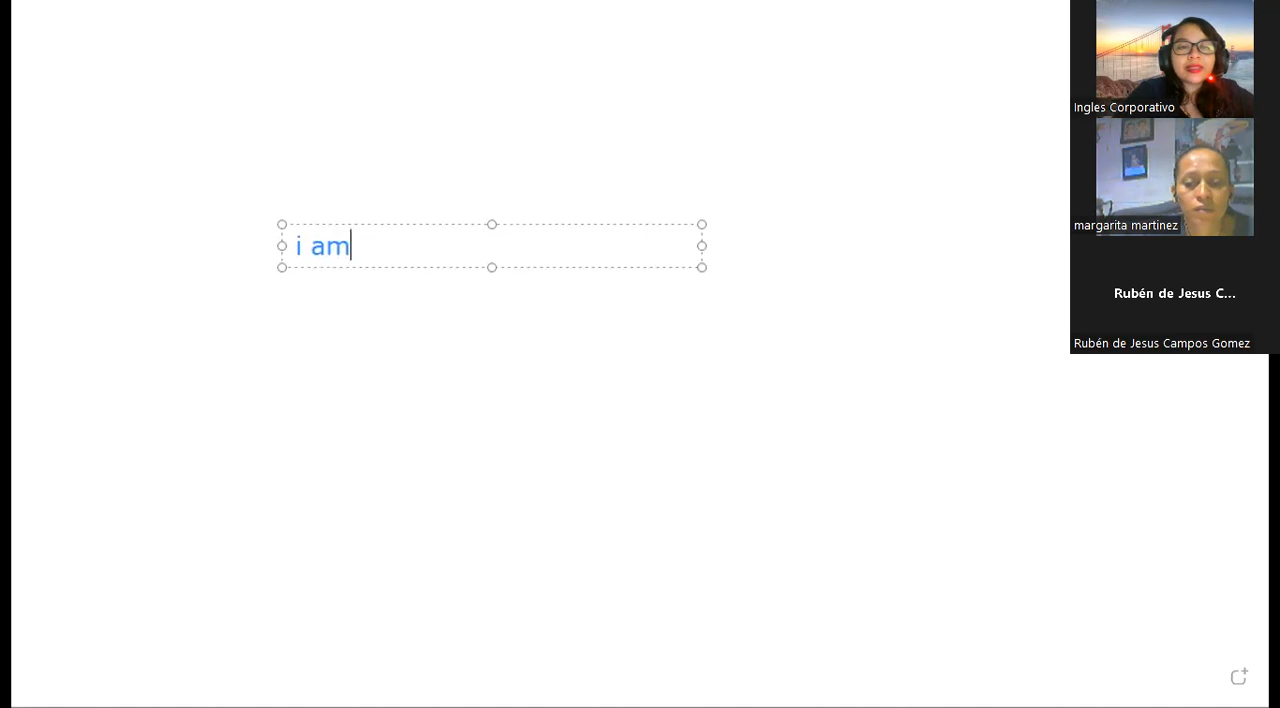 Ingles Corporativo
margarita martinez
i am
Rubén de Jesus C...
Rubén de Jesus Campos Gomez